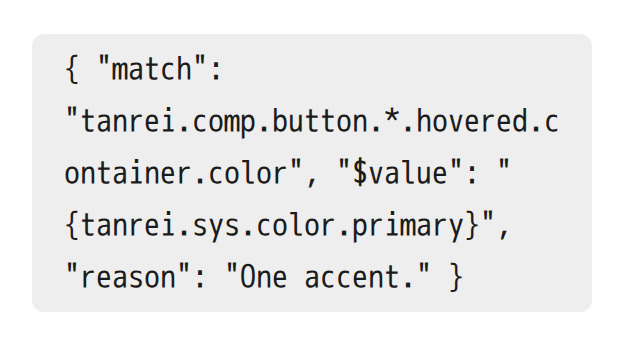 { "match":
"tanrei.comp.button.*.hovered.c
ontainer.color", "$value": "
{tanrei.sys.color.primary}",
"reason": "One accent." }